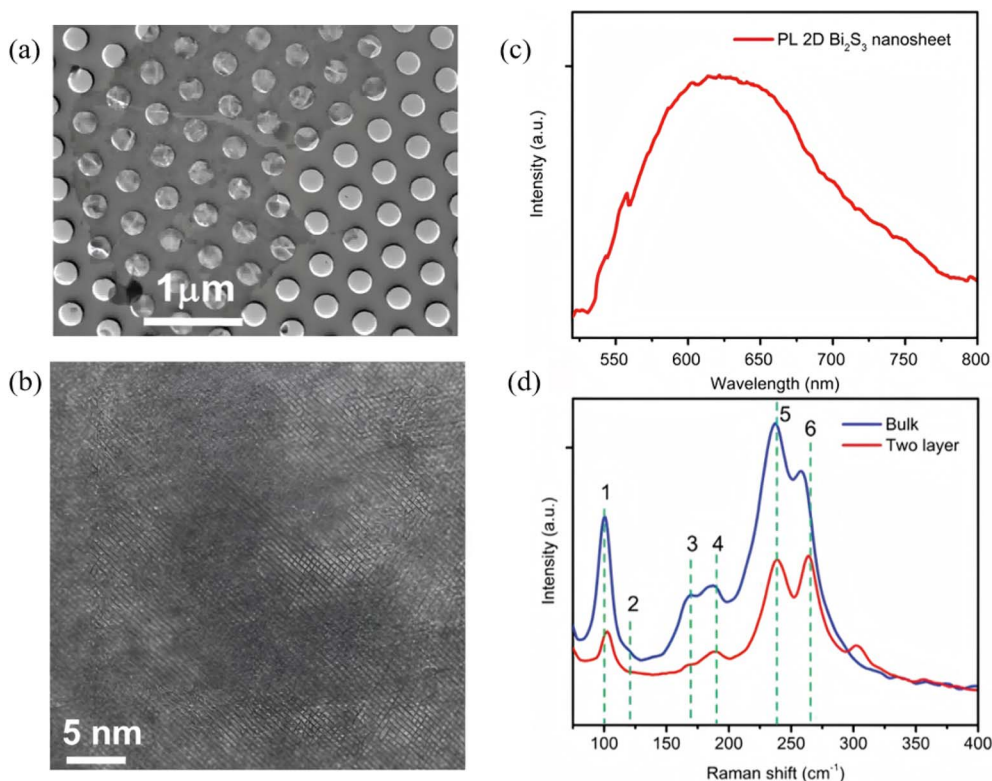 (a)
1μm
(b)
5 nm
(c)
PL 2D Bi₂S₃ nanosheet
Intensity (a.u.)
550 600 650 700 750 800
Wavelength (nm)
(d)
Bulk
Two layer
1
2
3
4
5
6
Intensity (a.u.)
100 150 200 250 300 350 400
Raman shift (cm⁻¹)